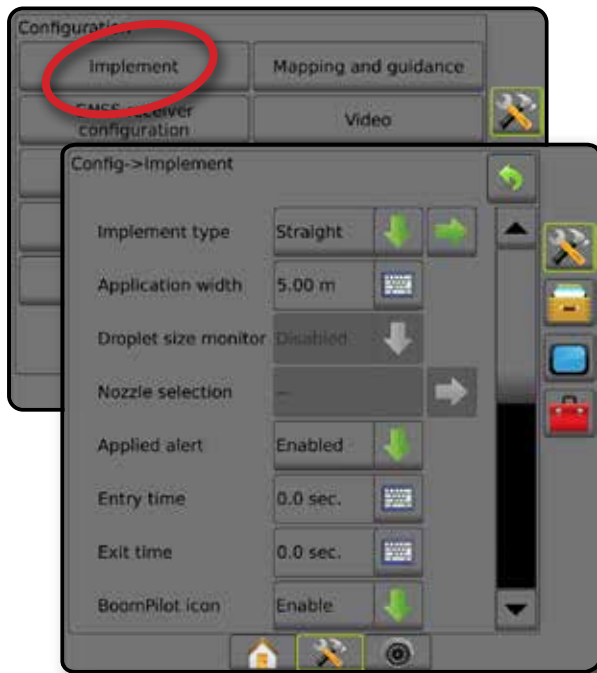 Configuration
Implement
Mapping and guidance
GNSS receiver
configuration
Video
Config->Implement
Implement type
Straight
Application width
5.00 m
Droplet size monitor
Disabled
Nozzle selection
--
Applied alert
Enabled
Entry time
0.0 sec.
Exit time
0.0 sec.
BoomPilot icon
Enable